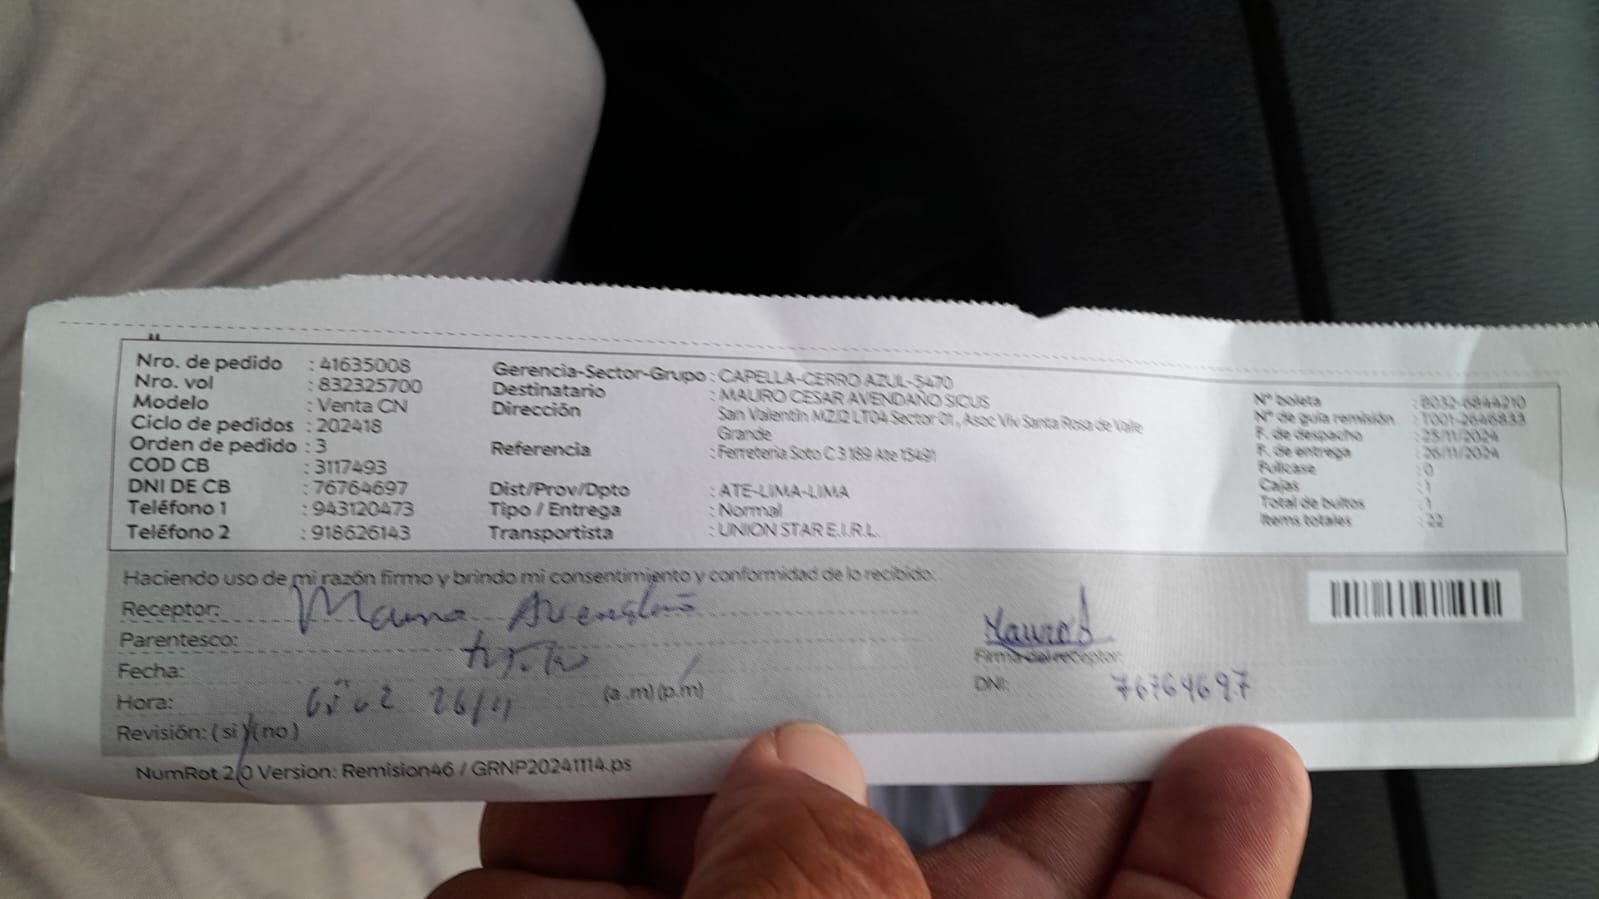 Nro. de pedido : 41635008
Nro. vol : 832325700
Modelo : Venta CN
Ciclo de pedidos : 202418
Orden de pedido : 3
COD CB : 3117493
DNI DE CB : 76764697
Teléfono 1 : 943120473
Teléfono 2 : 918626143
Gerencia-Sector-Grupo : CAPELLA-CERRO AZUL-5470
Destinatario : MAURO CESAR AVENDAÑO SICUS
Dirección San Valentin MZJ2 LT04 Sector 01, Asoc Viv Santa Rosa de Valle
Grande
Referencia : Ferreteria Soto C 3 189 Ate 15491
Dist/Prov/Dpto : ATE-LIMA-LIMA
Tipo / Entrega : Normal
Transportista : UNION STAR E.I.R.L.
N° boleta : B032-6844210
N° de guía remisión : T001-2646833
F. de despacho : 25/11/2024
F. de entrega : 26/11/2024
Fullcase : 0
Cajas : 1
Total de bultos : 1
Items totales : 22
Haciendo uso de mi razón firmo y brindo mi consentimiento y conformidad de lo recibido:
Receptor: Mauro Avendaño
Parentesco:
Fecha:
Hora: 26/11 (a.m) (p.m)
Revisión: ( si ) ( no )
Mauro A
Firma del receptor:
DNI: 76764697
NumRot 2.0 Version: Remision46 / GRNP20241114.ps